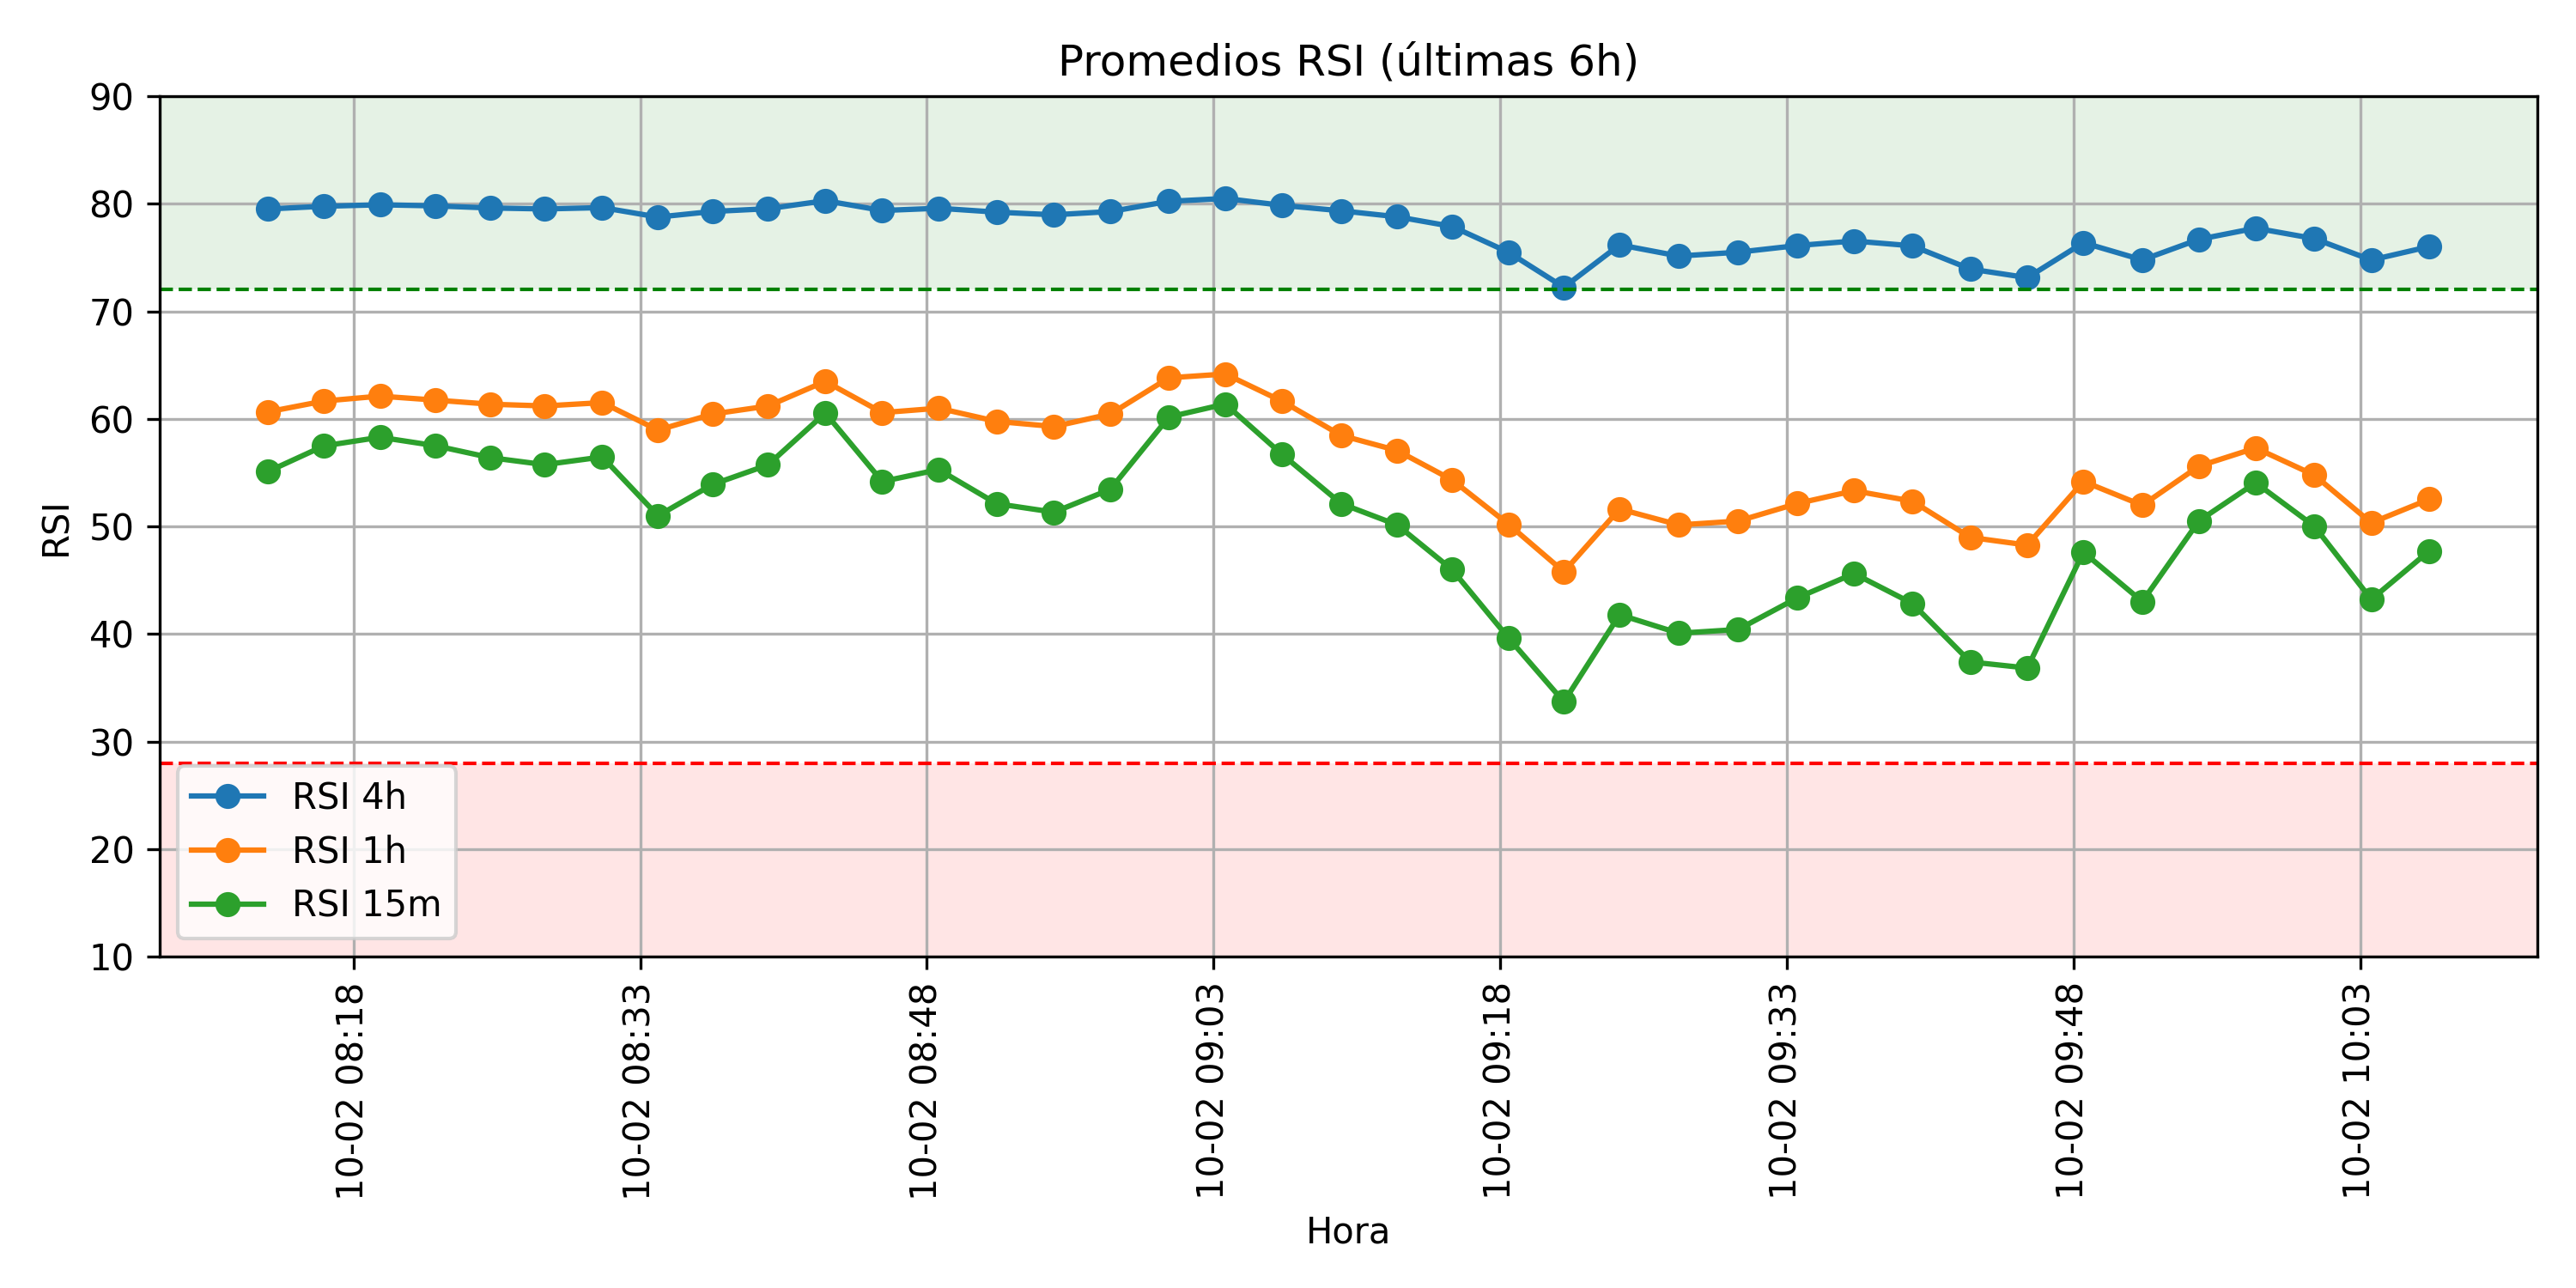 Promedios RSI (últimas 6h)
90
80
70
60
50
40
30
20
10
RSI
RSI 4h
RSI 1h
RSI 15m
10-02 08:18
10-02 08:33
10-02 08:48
10-02 09:03
10-02 09:18
10-02 09:33
10-02 09:48
10-02 10:03
Hora